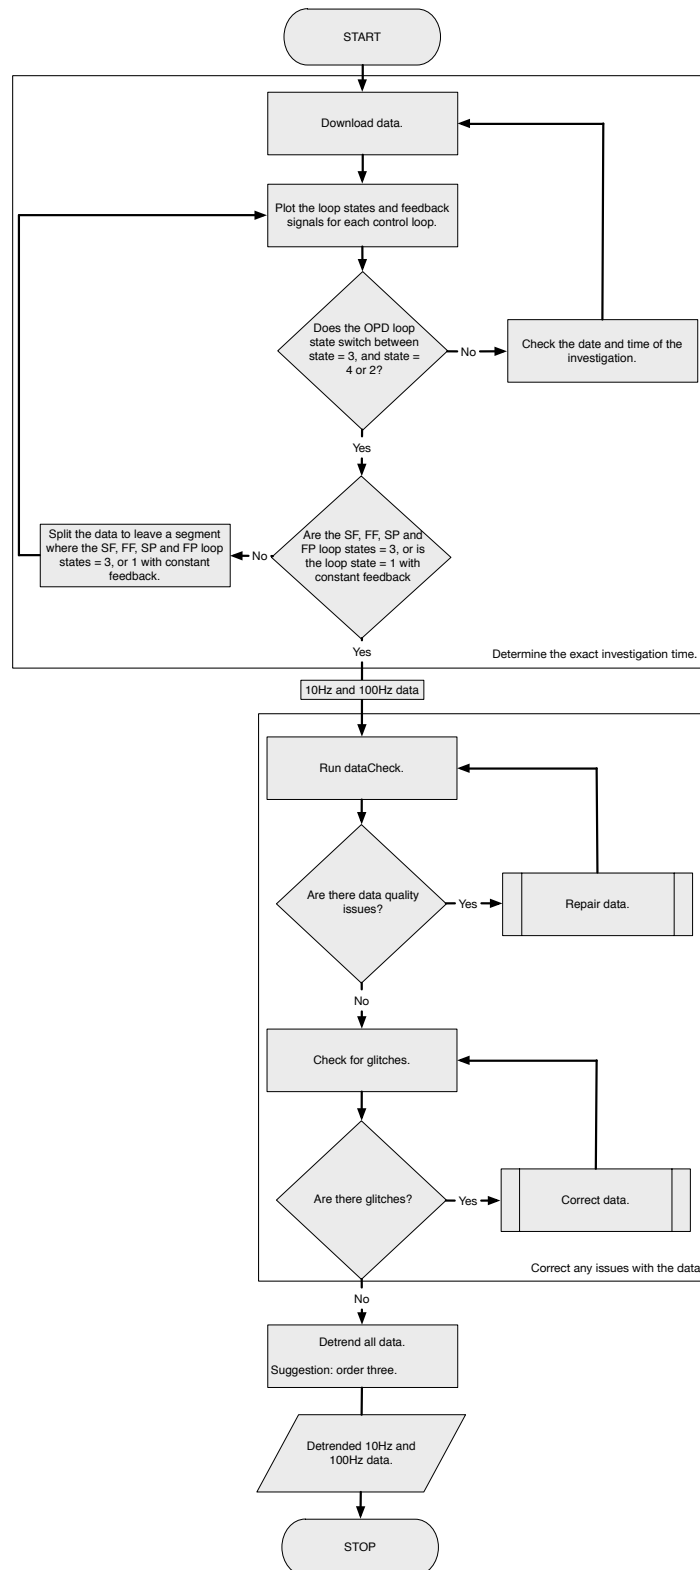 START
Download data.
Plot the loop states and feedback
signals for each control loop.
Does the OPD loop
state switch between
state = 3, and state =
4 or 2?
No
Check the date and time of the
investigation.
Yes
Are the SF, FF, SP and
FP loop states = 3, or is
the loop state = 1 with
constant feedback
No
Split the data to leave a segment
where the SF, FF, SP and FP loop
states = 3, or 1 with constant
feedback.
Yes
Determine the exact investigation time.
10Hz and 100Hz data
Run dataCheck.
Are there data quality
issues?
Yes
Repair data.
No
Check for glitches.
Are there glitches?
Yes
Correct data.
Correct any issues with the data
No
Detrend all data.
Suggestion: order three.
Detrended 10Hz and
100Hz data.
STOP